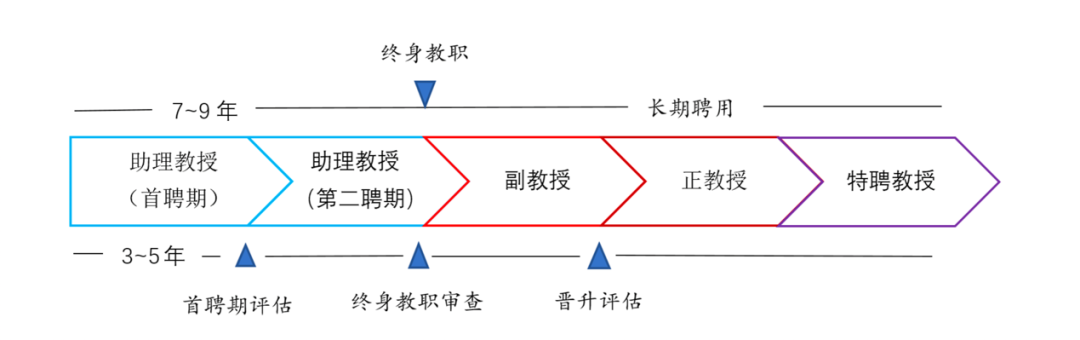 终身教职
7~9 年
长期聘用
助理教授
（首聘期）
助理教授
（第二聘期）
副教授
正教授
特聘教授
3~5 年
首聘期评估
终身教职审查
晋升评估